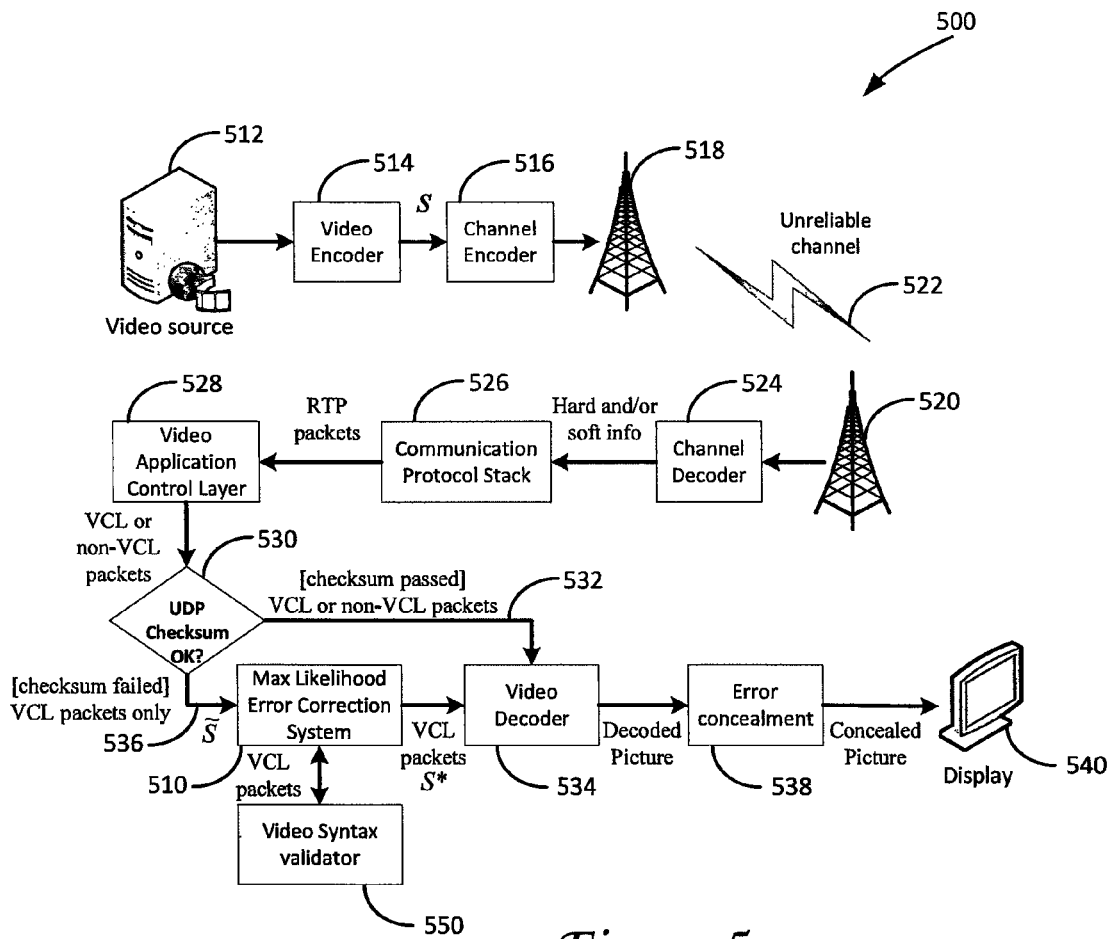 500
512
514
516
518
S
Video
Encoder
Channel
Encoder
Unreliable
channel
522
Video source
528
526
524
520
RTP
packets
Hard and/or
soft info
Video
Application
Control Layer
Communication
Protocol Stack
Channel
Decoder
VCL or
non-VCL
packets
530
[checksum passed]
VCL or non-VCL packets
532
UDP
Checksum
OK?
[checksum failed]
VCL packets only
536
S̃
Max Likelihood
Error Correction
System
510
VCL
packets
VCL
packets
S*
Video
Decoder
534
Decoded
Picture
Error
concealment
538
Concealed
Picture
Display
540
Video Syntax
validator
550